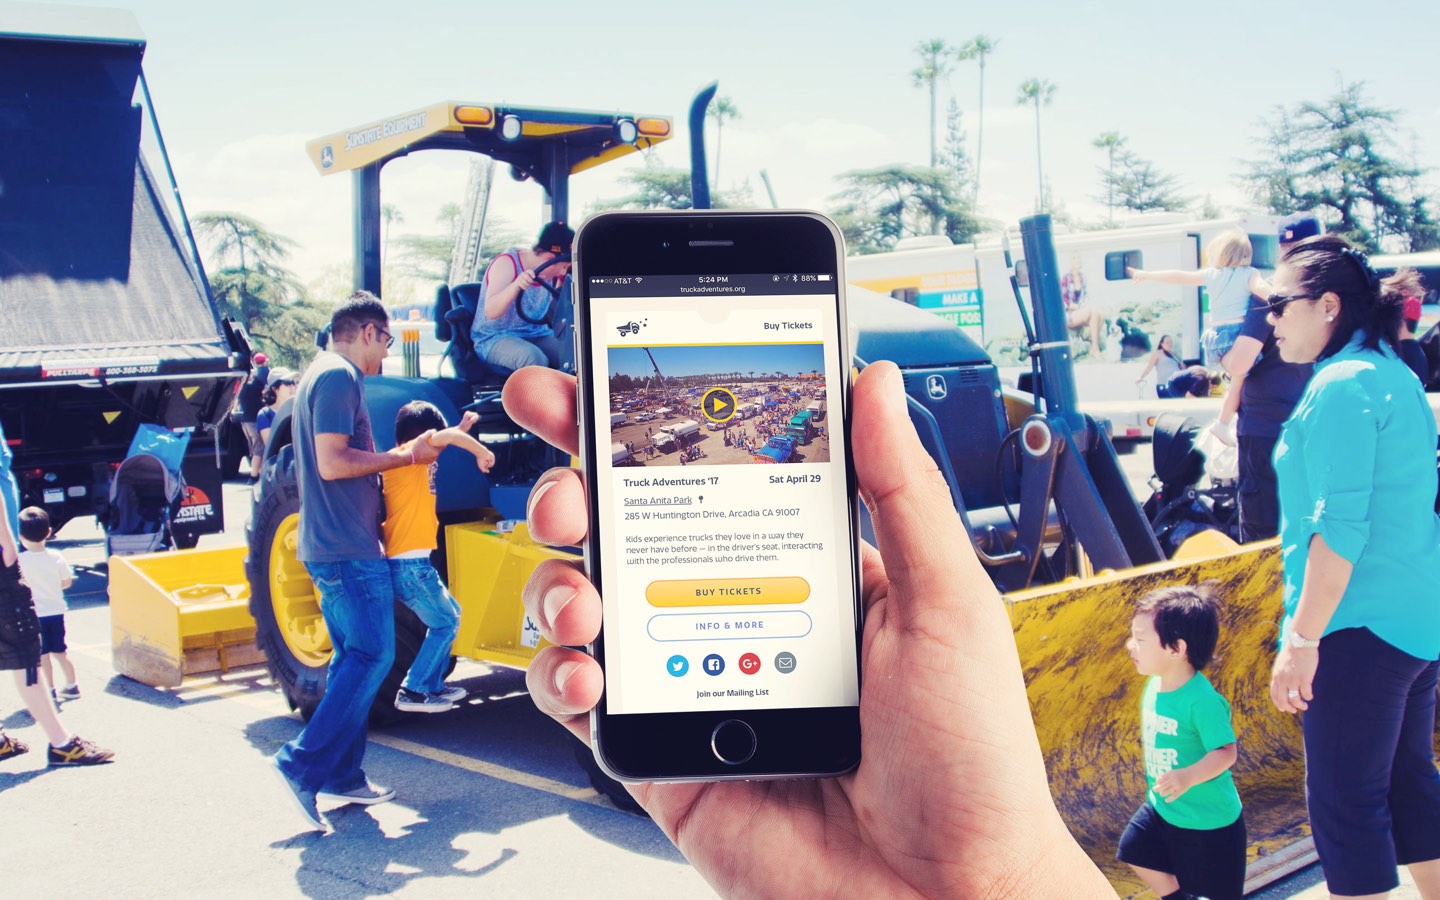 SUNSTATE EQUIPMENT
PULLTARPS 800-368-3075
MAKE A
AT&T
5:24 PM
88%
truckadventures.org
Buy Tickets
Truck Adventures '17
Sat April 29
Santa Anita Park
285 W Huntington Drive, Arcadia CA 91007
Kids experience trucks they love in a way they
never have before — in the driver's seat, interacting
with the professionals who drive them.
BUY TICKETS
INFO & MORE
G+
Join our Mailing List